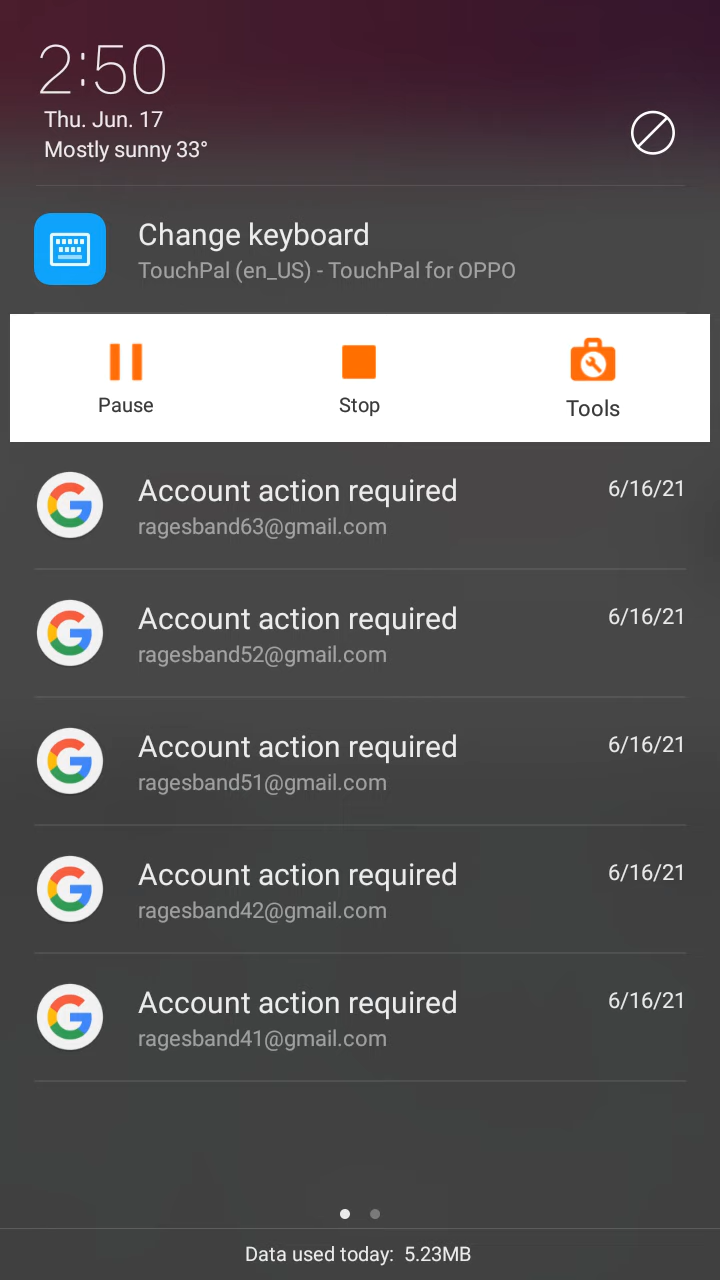 2:50
Thu. Jun. 17
Mostly sunny 33°
Change keyboard
TouchPal (en_US) - TouchPal for OPPO
Pause Stop Tools
Account action required 6/16/21
ragesband63@gmail.com
Account action required 6/16/21
ragesband52@gmail.com
Account action required 6/16/21
ragesband51@gmail.com
Account action required 6/16/21
ragesband42@gmail.com
Account action required 6/16/21
ragesband41@gmail.com
Data used today: 5.23MB